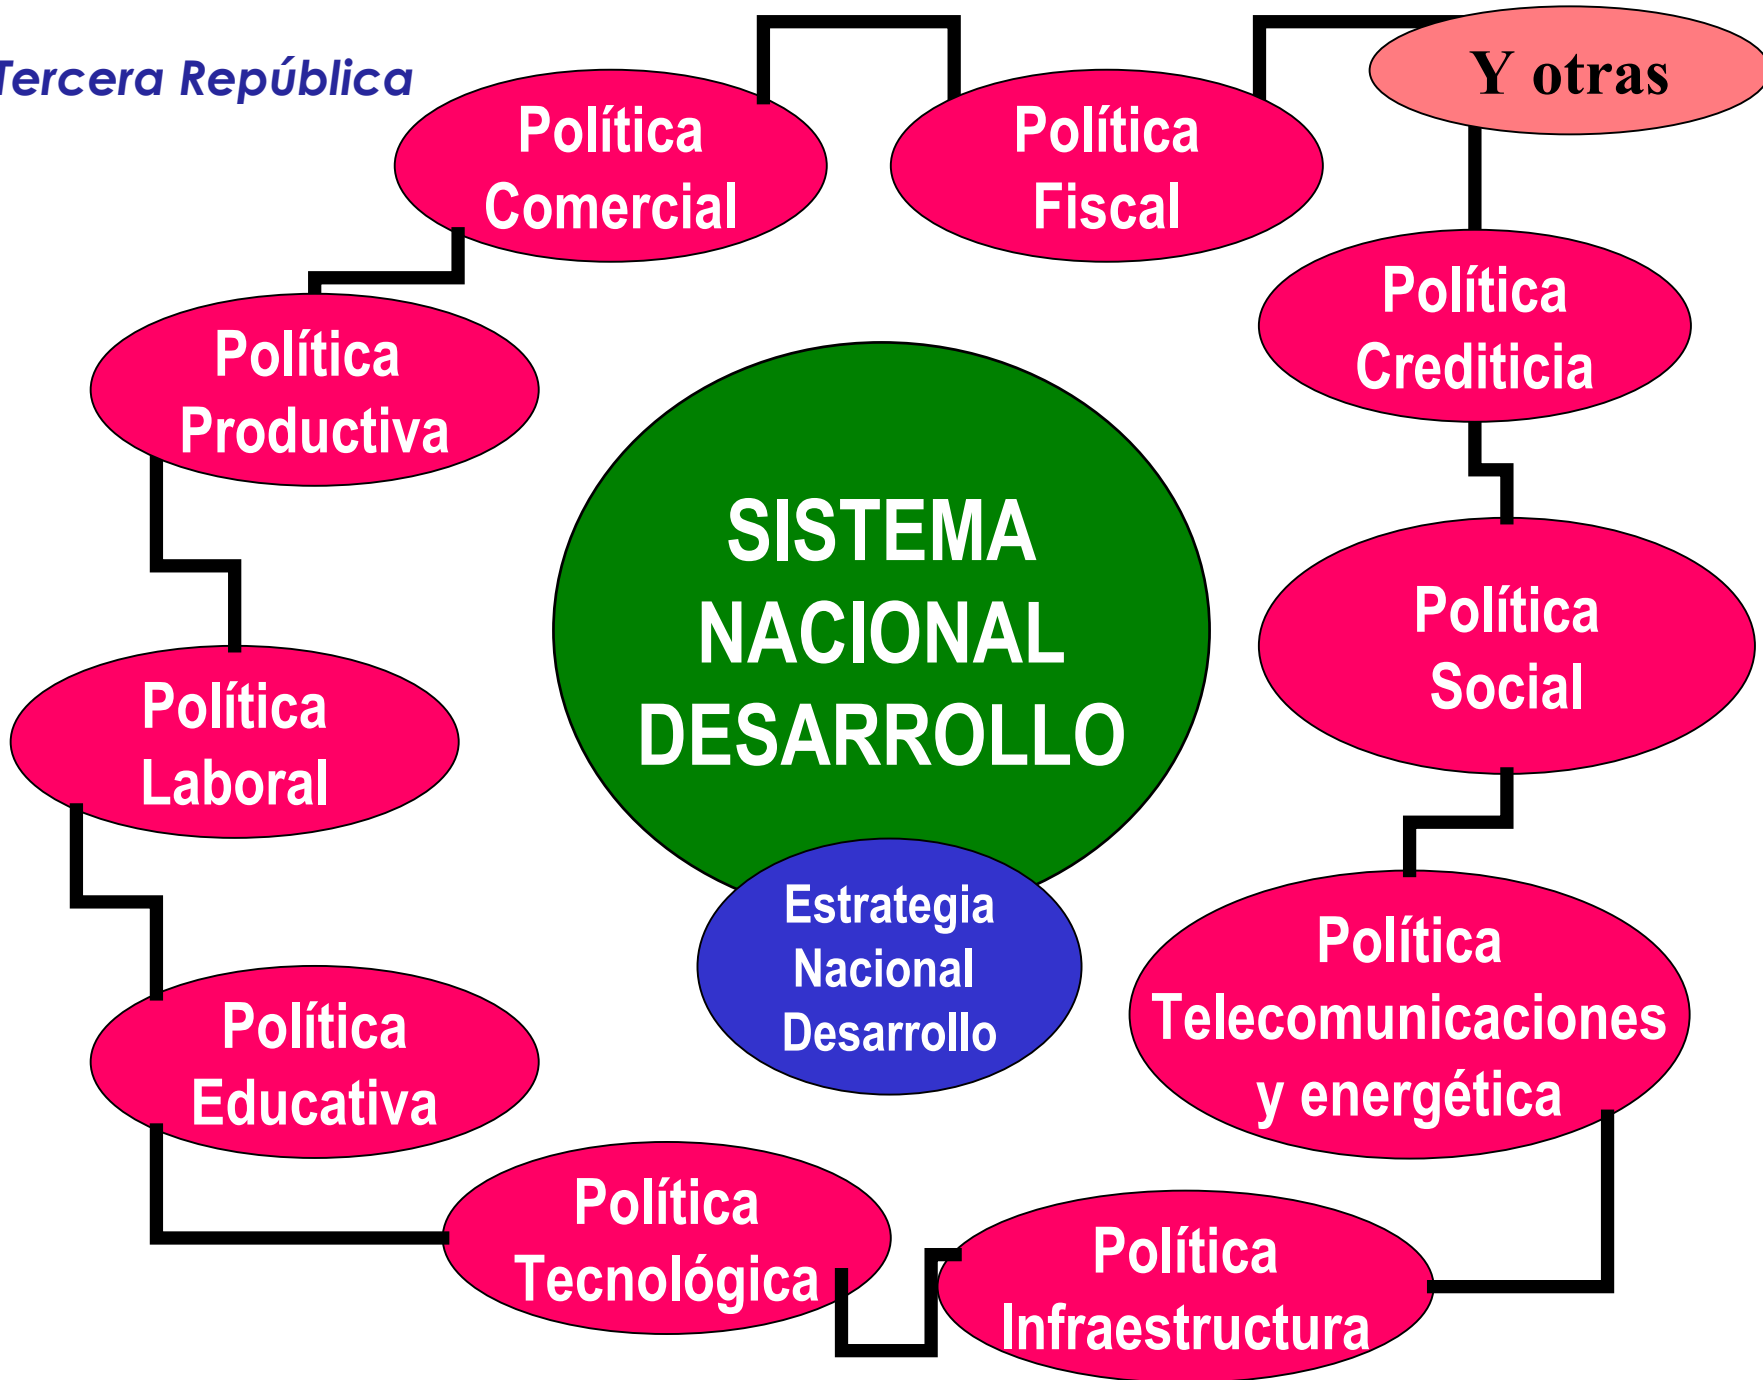 Tercera República
Y otras
Política
Comercial
Política
Fiscal
Política
Crediticia
Política
Productiva
SISTEMA
NACIONAL
DESARROLLO
Política
Social
Política
Laboral
Estrategia
Nacional
Desarrollo
Política
Telecomunicaciones
y energética
Política
Educativa
Política
Tecnológica
Política
Infraestructura